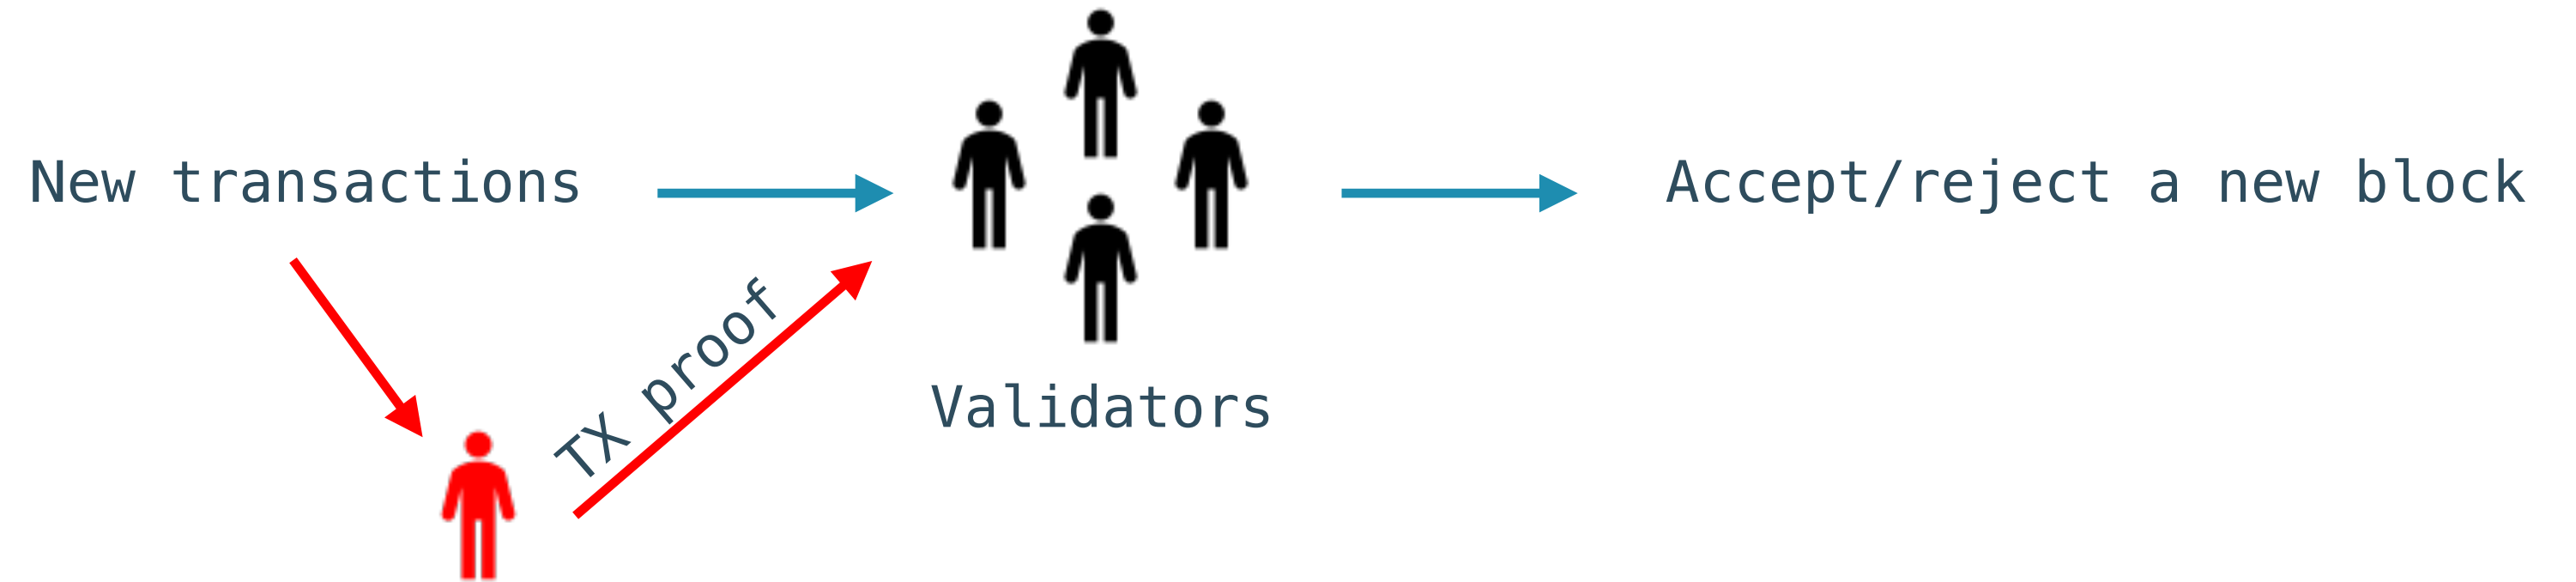 New transactions
Accept/reject a new block
TX proof
Validators